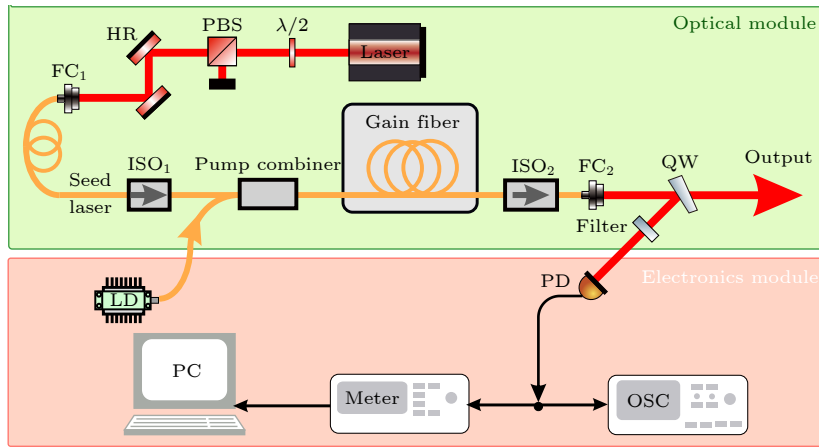 Optical module
HR
PBS
λ/2
Laser
FC₁
Gain fiber
Seed
laser
ISO₁
Pump combiner
ISO₂
FC₂
QW
Output
Filter
Electronics module
LD
PD
PC
Meter
OSC